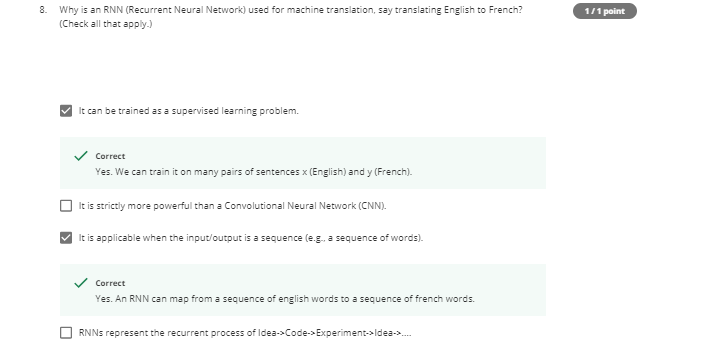 8. Why is an RNN (Recurrent Neural Network) used for machine translation, say translating English to French?
(Check all that apply.)
1 / 1 point
It can be trained as a supervised learning problem.
Correct
Yes. We can train it on many pairs of sentences x (English) and y (French).
It is strictly more powerful than a Convolutional Neural Network (CNN).
It is applicable when the input/output is a sequence (e.g., a sequence of words).
Correct
Yes. An RNN can map from a sequence of english words to a sequence of french words.
RNNs represent the recurrent process of Idea->Code->Experiment->Idea->....